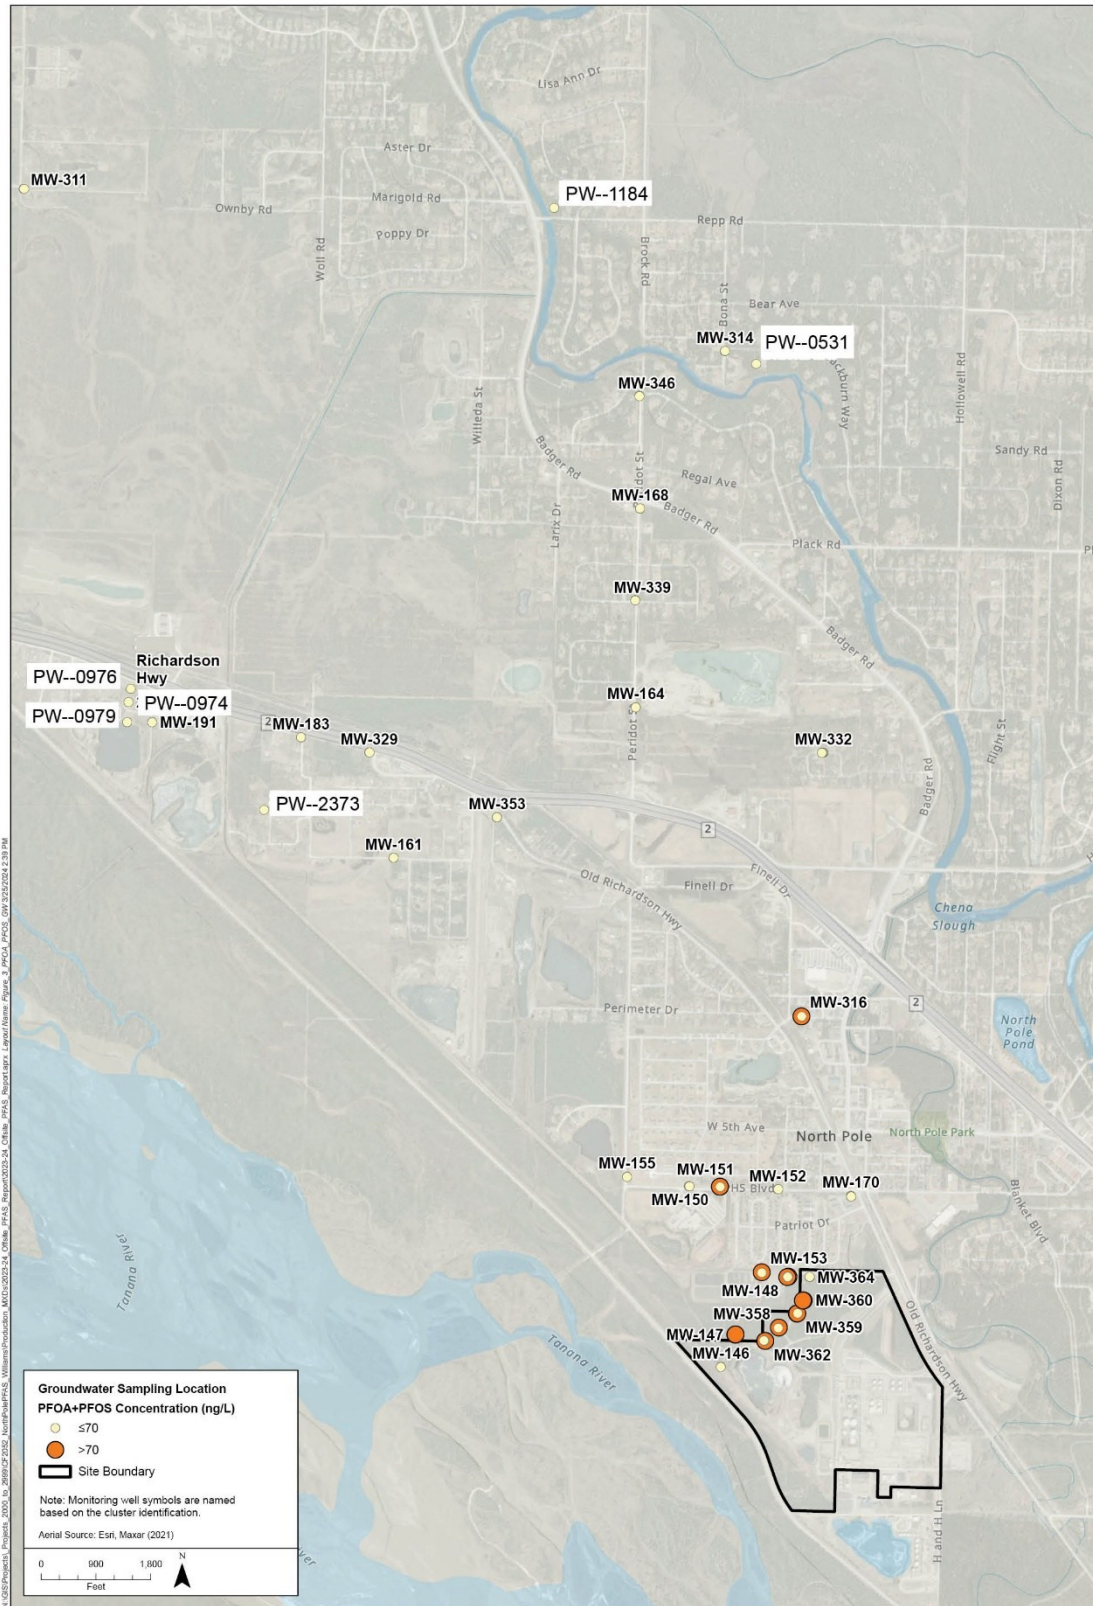 Lisa Ann Dr
Aster Dr
MW-311
Marigold Rd
PW--1184
Ownby Rd
Repp Rd
Poppy Dr
Woll Rd
Brock Rd
Bona St
Bear Ave
MW-314
PW--0531
MW-346
Willeda St
Hollowell Rd
Badger Rd
Sandy Rd
Regal Ave
Dixon Rd
MW-168
Badger Rd
Larix Dr
Plack Rd
MW-339
Badger Rd
Richardson
Hwy
PW--0976
PW--0974
MW-164
PW--0979
MW-191
2
MW-183
MW-329
MW-332
Peridot St
Flight St
Badger Rd
PW--2373
MW-353
2
MW-161
Old Richardson Hwy
Finell Dr
Finell Dr
Chena
Slough
Perimeter Dr
MW-316
2
North
Pole
Pond
W 5th Ave
North Pole
North Pole Park
MW-155
MW-151
MW-152
MW-170
MW-150
HS Blvd
Blanket Blvd
Patriot Dr
MW-153
MW-364
MW-148
MW-360
MW-358
MW-359
MW-147
MW-362
MW-146
Old Richardson Hwy
Tanana River
Tanana River
H and H Ln
Groundwater Sampling Location
PFOA+PFOS Concentration (ng/L)
≤70
>70
Site Boundary
Note: Monitoring well symbols are named
based on the cluster identification.
Aerial Source: Esri, Maxar (2021)
0 900 1,800
Feet
N